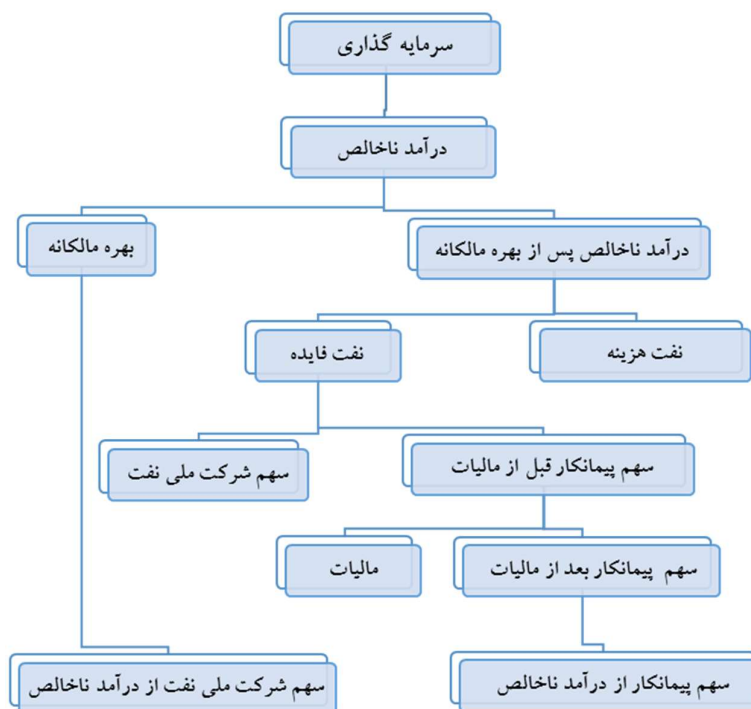 سرمایه گذاری
درآمد ناخالص
درآمد ناخالص پس از بهره مالکانه
بهره مالکانه
نفت هزینه
نفت فایده
سهم پیمانکار قبل از مالیات
سهم شرکت ملی نفت
سهم پیمانکار بعد از مالیات
مالیات
سهم پیمانکار از درآمد ناخالص
سهم شرکت ملی نفت از درآمد ناخالص